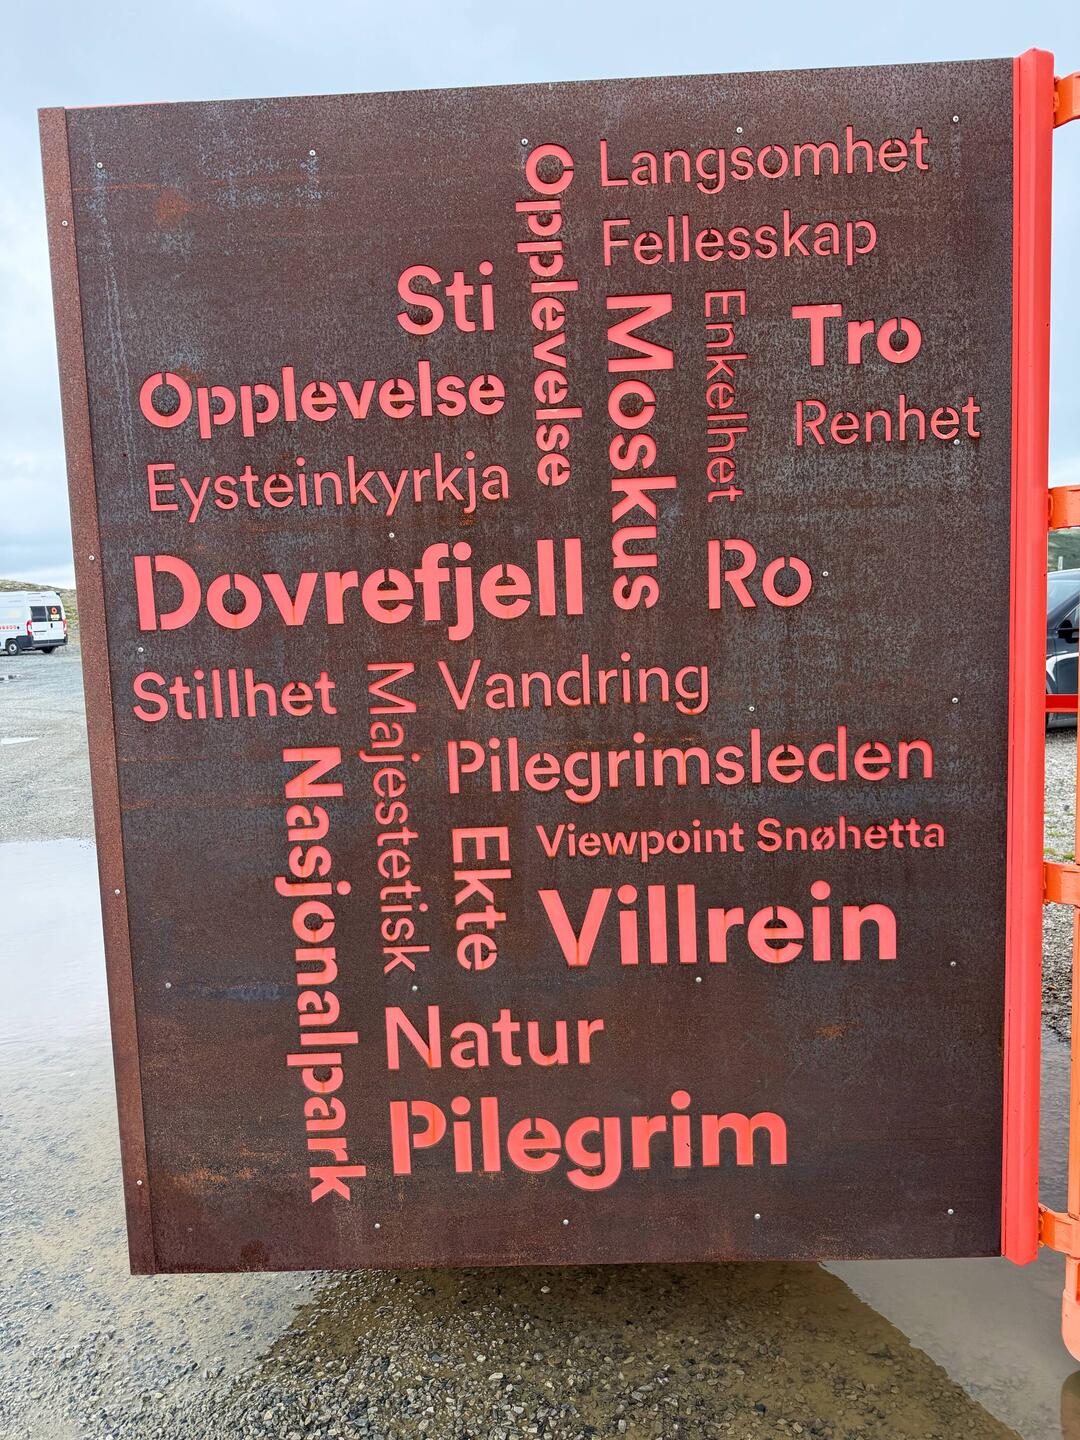 Langsomhet
Opplevelse
Fellesskap
Sti
Moskus
Enkelhet
Tro
Opplevelse
Renhet
Eysteinkyrkja
Dovrefjell
Ro
Stillhet
Majestetisk
Vandring
Nasjonalpark
Pilegrimsleden
Ekte
Viewpoint Snøhetta
Villrein
Natur
Pilegrim